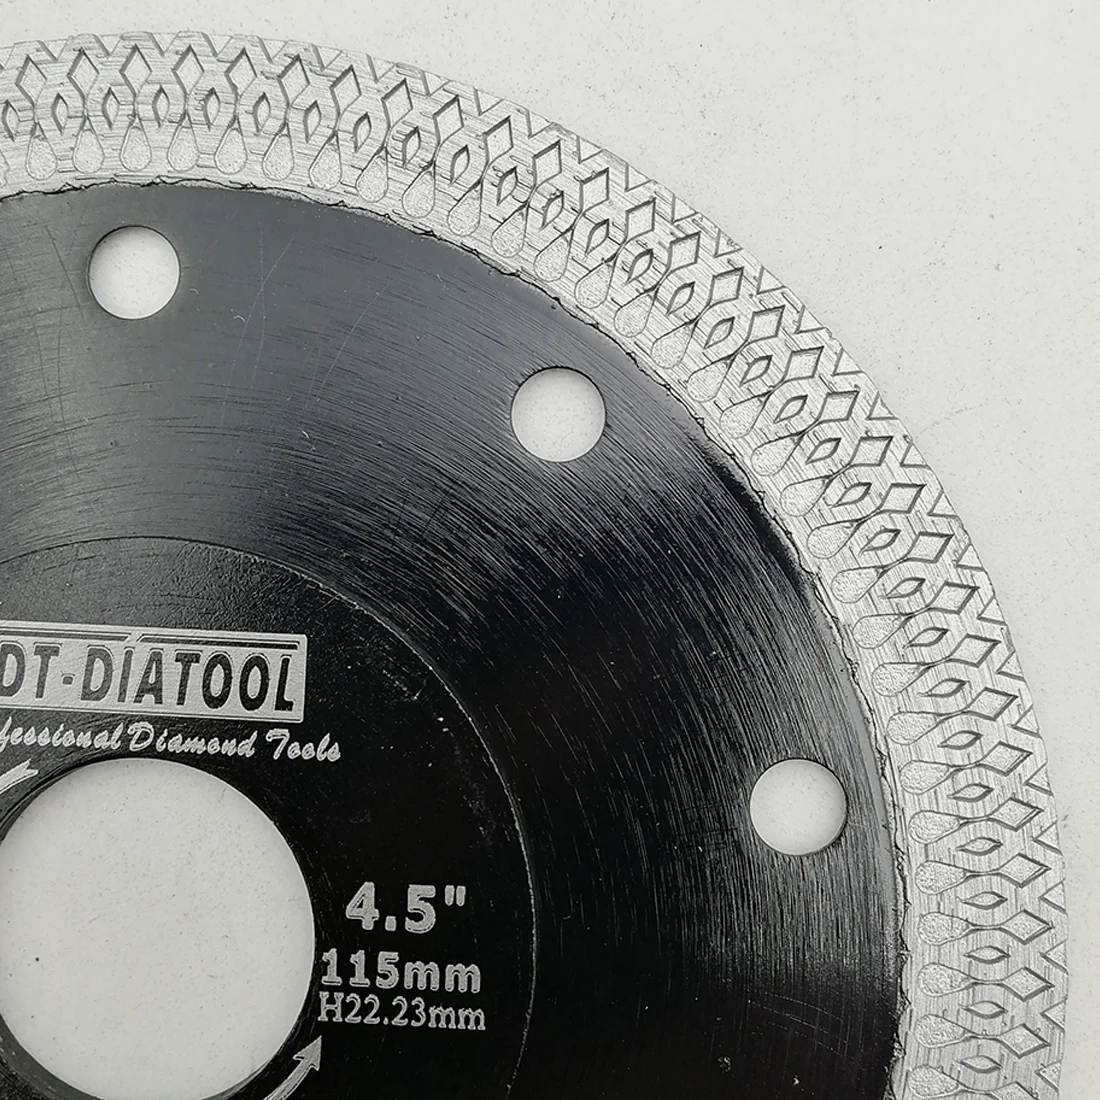 DT-DIATOOL
fessional Diamond Tools
4.5"
115mm
H22.23mm